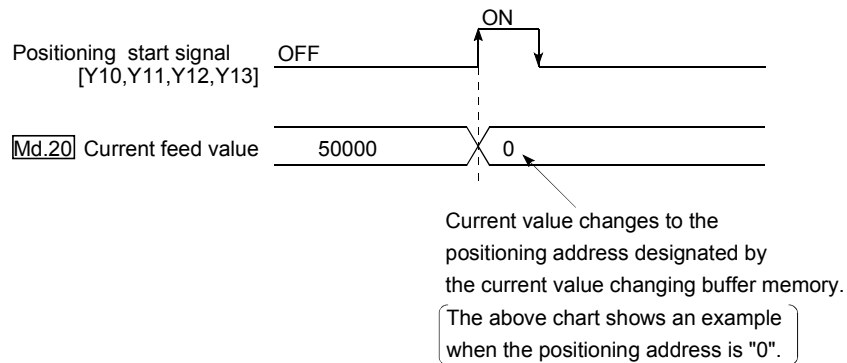 ON
Positioning start signal
OFF
[Y10,Y11,Y12,Y13]
Md.20 Current feed value
50000
0
Current value changes to the
positioning address designated by
the current value changing buffer memory.
The above chart shows an example
when the positioning address is "0".